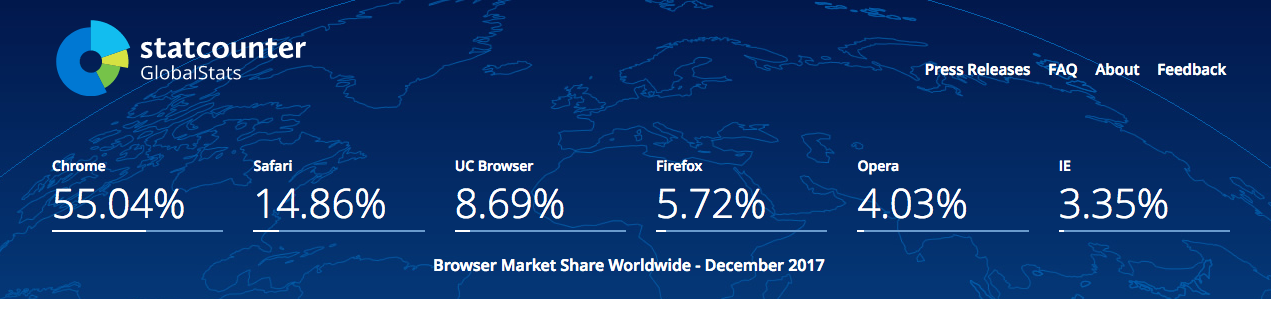 statcounter
GlobalStats
Press Releases FAQ About Feedback
Chrome Safari UC Browser Firefox Opera IE
55.04% 14.86% 8.69% 5.72% 4.03% 3.35%
Browser Market Share Worldwide - December 2017